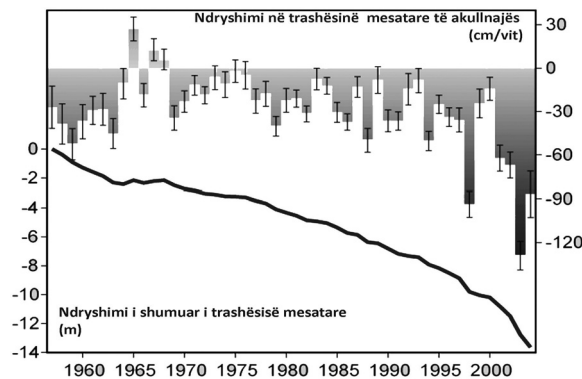 Ndryshimi në trashësinë mesatare të akullnajës
(cm/vit)
30
0
-30
-60
-90
-120
0
-2
-4
-6
-8
-10
-12
-14
Ndryshimi i shumuar i trashësisë mesatare
(m)
1960 1965 1970 1975 1980 1985 1990 1995 2000